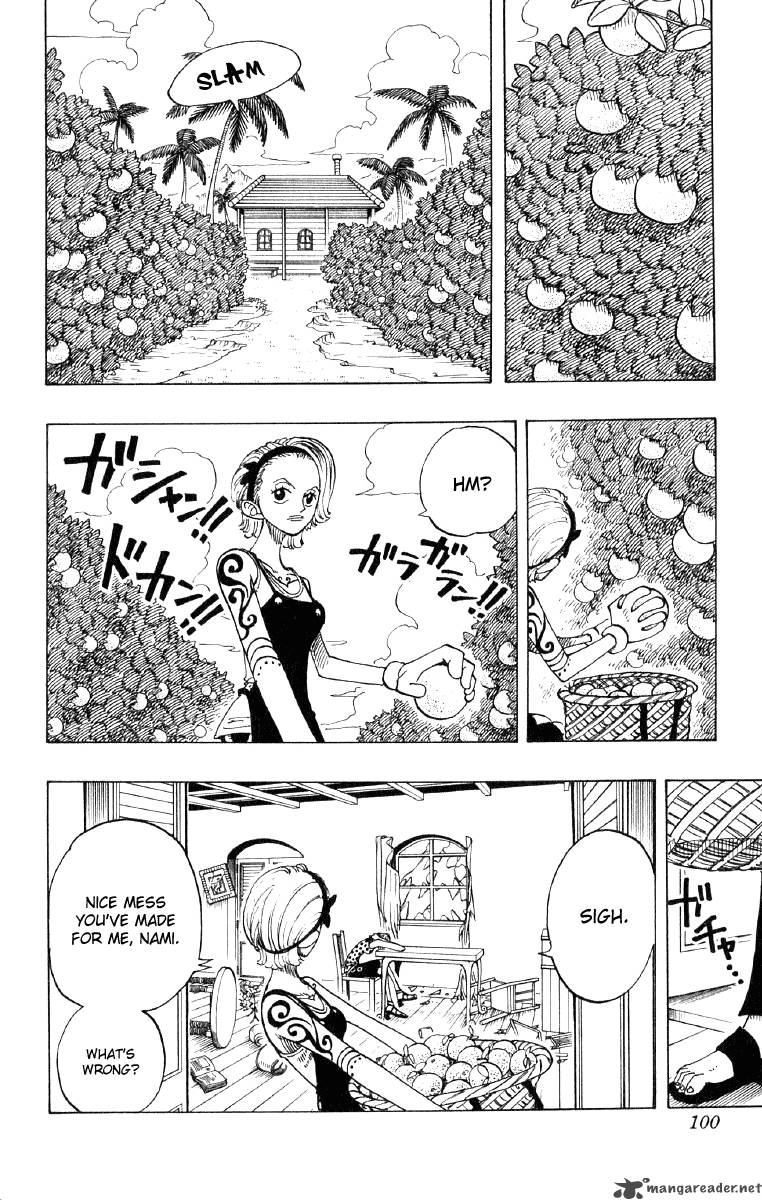 SLAM
HM?
ガラガラン!!
ガシャン!!
ドカン!!
ガチャ...
SIGH.
NICE MESS
YOU'VE MADE
FOR ME, NAMI.
WHAT'S
WRONG?
100
mangareader.net